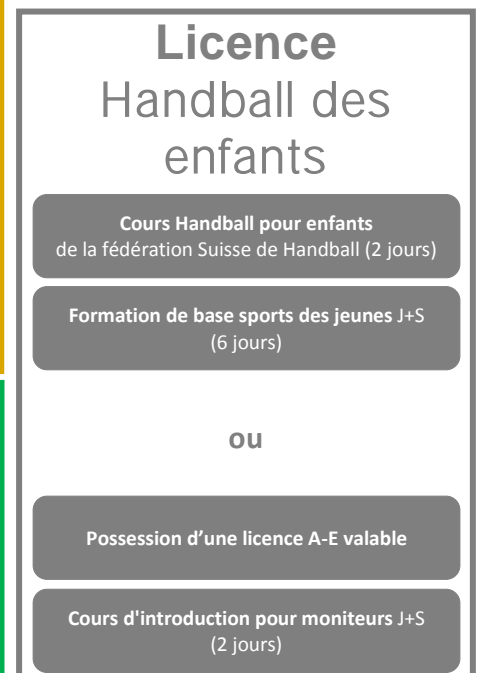 Licence
Handball des
enfants
Cours Handball pour enfants
de la fédération Suisse de Handball (2 jours)
Formation de base sports des jeunes J+S
(6 jours)
ou
Possession d’une licence A-E valable
Cours d'introduction pour moniteurs J+S
(2 jours)